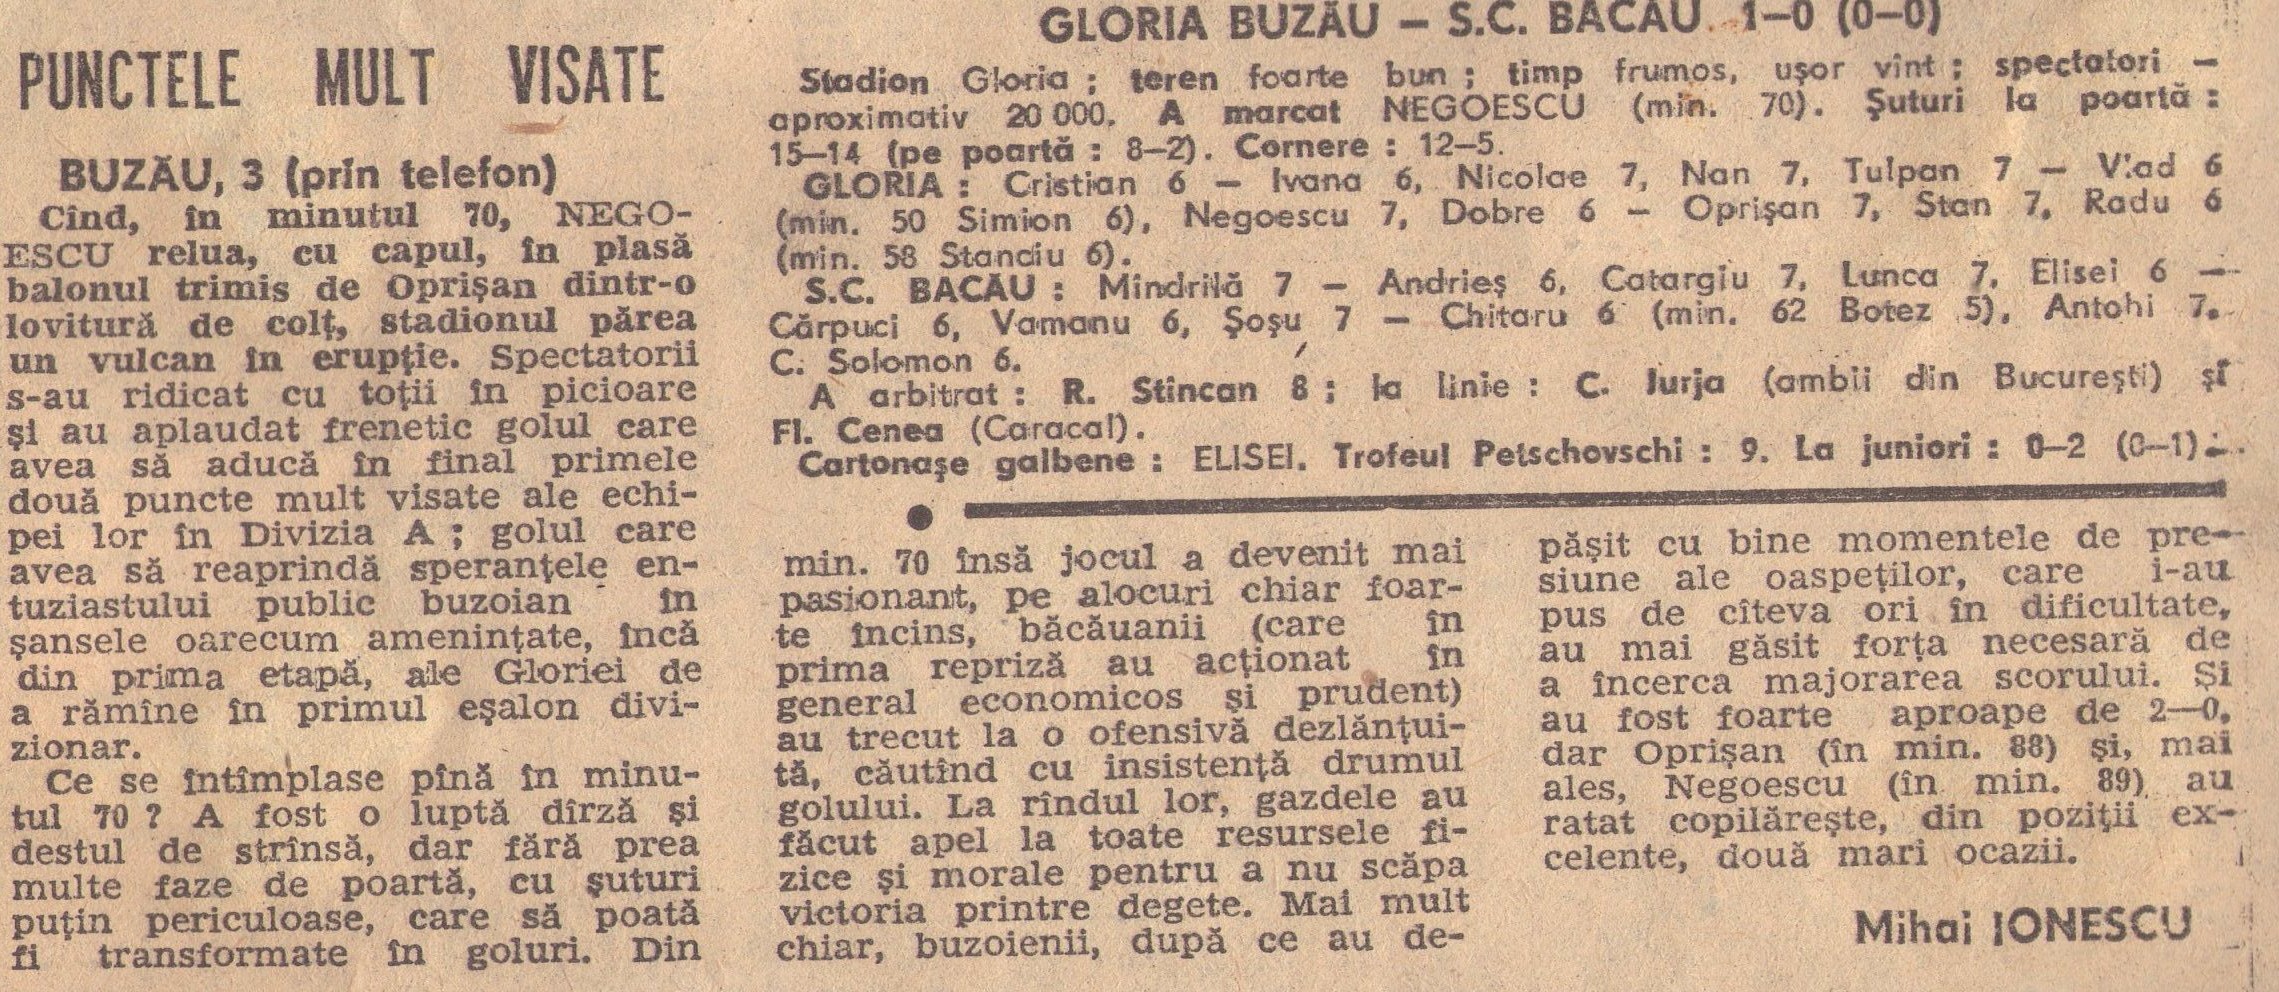 PUNCTELE MULT VISATE
BUZĂU, 3 (prin telefon)
Cînd, în minutul 70, NEGO-
ESCU relua, cu capul, în plasă
balonul trimis de Oprişan dintr-o
lovitură de colţ, stadionul părea
un vulcan în erupţie. Spectatorii
s-au ridicat cu toţii în picioare
şi au aplaudat frenetic golul care
avea să aducă în final primele
două puncte mult visate ale echi-
pei lor în Divizia A ; golul care
avea să reaprindă speranţele en-
tuziastului public buzoian în
şansele oarecum ameninţate, încă
din prima etapă, ale Gloriei de
a rămîne în primul eşalon divi-
zionar.
Ce se întîmplase pînă în minu-
tul 70 ? A fost o luptă dîrză şi
destul de strînsă, dar fără prea
multe faze de poartă, cu şuturi
puţin periculoase, care să poată
fi transformate în goluri. Din
GLORIA BUZĂU – S.C. BACĂU 1–0 (0–0)
Stadion Gloria ; teren foarte bun ; timp frumos, uşor vînt ; spectatori –
aproximativ 20 000. A marcat NEGOESCU (min. 70). Şuturi la poartă :
15–14 (pe poartă : 8–2). Cornere : 12–5.
GLORIA : Cristian 6 – Ivana 6, Nicolae 7, Nan 7, Tulpan 7 – Vlad 6
(min. 50 Simion 6), Negoescu 7, Dobre 6 – Oprişan 7, Stan 7, Radu 6
(min. 58 Stanciu 6).
S.C. BACĂU : Mîndrilă 7 – Andrieş 6, Catargiu 7, Lunca 7, Elisei 6 –
Cărpuci 6, Vamanu 6, Şoşu 7 – Chitaru 6 (min. 62 Botez 5), Antohi 7,
C. Solomon 6.
A arbitrat : R. Stîncan 8 ; la linie : C. Jurja (ambii din Bucureşti) şi
Fl. Cenea (Caracal).
Cartonaşe galbene : ELISEI. Trofeul Petschovschi : 9. La juniori : 0–2 (0–1).
min. 70 însă jocul a devenit mai
pasionant, pe alocuri chiar foar-
te încins, băcăuanii (care în
prima repriză au acţionat în
general economicos şi prudent)
au trecut la o ofensivă dezlănţui-
tă, căutînd cu insistenţă drumul
golului. La rîndul lor, gazdele au
făcut apel la toate resursele fi-
zice şi morale pentru a nu scăpa
victoria printre degete. Mai mult
chiar, buzoienii, după ce au de-
păşit cu bine momentele de pre-
siune ale oaspeţilor, care i-au
pus de cîteva ori în dificultate,
au mai găsit forţa necesară de
a încerca majorarea scorului. Şi
au fost foarte aproape de 2—0,
dar Oprişan (în min. 88) şi, mai
ales, Negoescu (în min. 89) au
ratat copilăreşte, din poziţii ex-
celente, două mari ocazii.
Mihai IONESCU